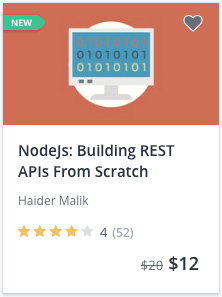 NEW
01010101
01010101
01010101
NodeJs: Building REST
APIs From Scratch
Haider Malik
4 (52)
$20 $12